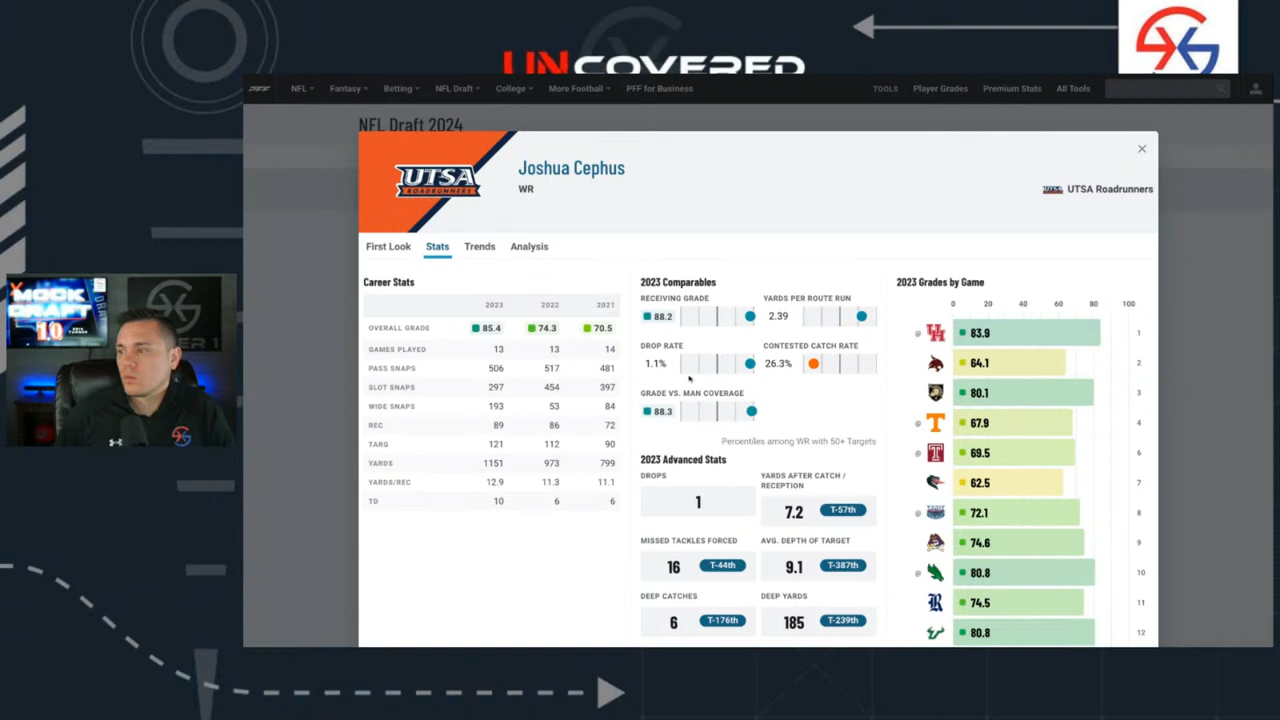 UNCOVERED
SXG
PFF NFL Fantasy Betting NFL Draft College More Football PFF for Business TOOLS Player Grades Premium Stats All Tools
NFL Draft 2024
UTSA
ROADRUNNERS
Joshua Cephus
WR
UTSA Roadrunners
First Look Stats Trends Analysis
Career Stats
2023 2022 2021
OVERALL GRADE 85.4 74.3 70.5
GAMES PLAYED 13 13 14
PASS SNAPS 506 517 481
SLOT SNAPS 297 454 397
WIDE SNAPS 193 53 84
REC 89 86 72
TARG 121 112 90
YARDS 1151 973 799
YARDS/REC 12.9 11.3 11.1
TD 10 6 6
2023 Comparables
RECEIVING GRADE YARDS PER ROUTE RUN
88.2 2.39
DROP RATE CONTESTED CATCH RATE
1.1% 26.3%
GRADE VS. MAN COVERAGE
88.3
Percentiles among WR with 50+ Targets
2023 Advanced Stats
DROPS YARDS AFTER CATCH /
RECEPTION
1 7.2 T-57th
MISSED TACKLES FORCED AVG. DEPTH OF TARGET
16 T-44th 9.1 T-387th
DEEP CATCHES DEEP YARDS
6 T-176th 185 T-239th
2023 Grades by Game
0 20 40 60 80 100
@ 83.9 1
64.1 2
80.1 3
@ T 67.9 4
@ T 69.5 6
62.5 7
@ 72.1 8
74.6 9
@ 80.8 10
R 74.5 11
80.8 12
MOCK
DRAFT
1.0